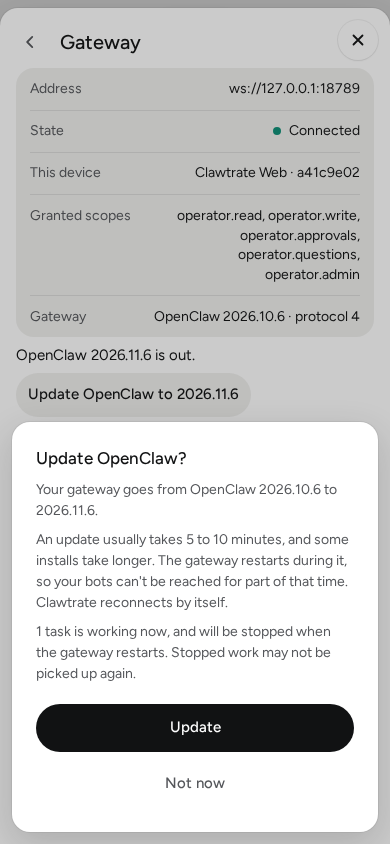 Gateway
Address ws://127.0.0.1:18789
State Connected
This device Clawtrate Web · a41c9e02
Granted scopes operator.read, operator.write,
operator.approvals,
operator.questions,
operator.admin
Gateway OpenClaw 2026.10.6 · protocol 4
OpenClaw 2026.11.6 is out.
Update OpenClaw to 2026.11.6
Update OpenClaw?
Your gateway goes from OpenClaw 2026.10.6 to
2026.11.6.
An update usually takes 5 to 10 minutes, and some
installs take longer. The gateway restarts during it,
so your bots can't be reached for part of that time.
Clawtrate reconnects by itself.
1 task is working now, and will be stopped when
the gateway restarts. Stopped work may not be
picked up again.
Update
Not now